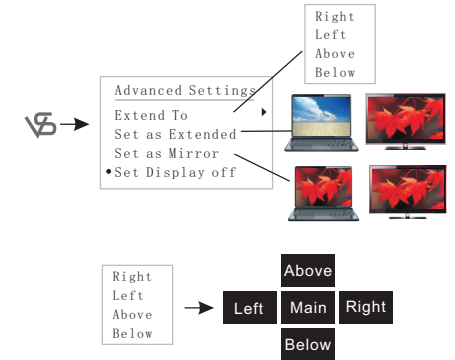 Right
Left
Above
Below
Advanced Settings
Extend To
Set as Extended
Set as Mirror
Set Display off
Right
Left
Above
Below
Above
Left Main Right
Below